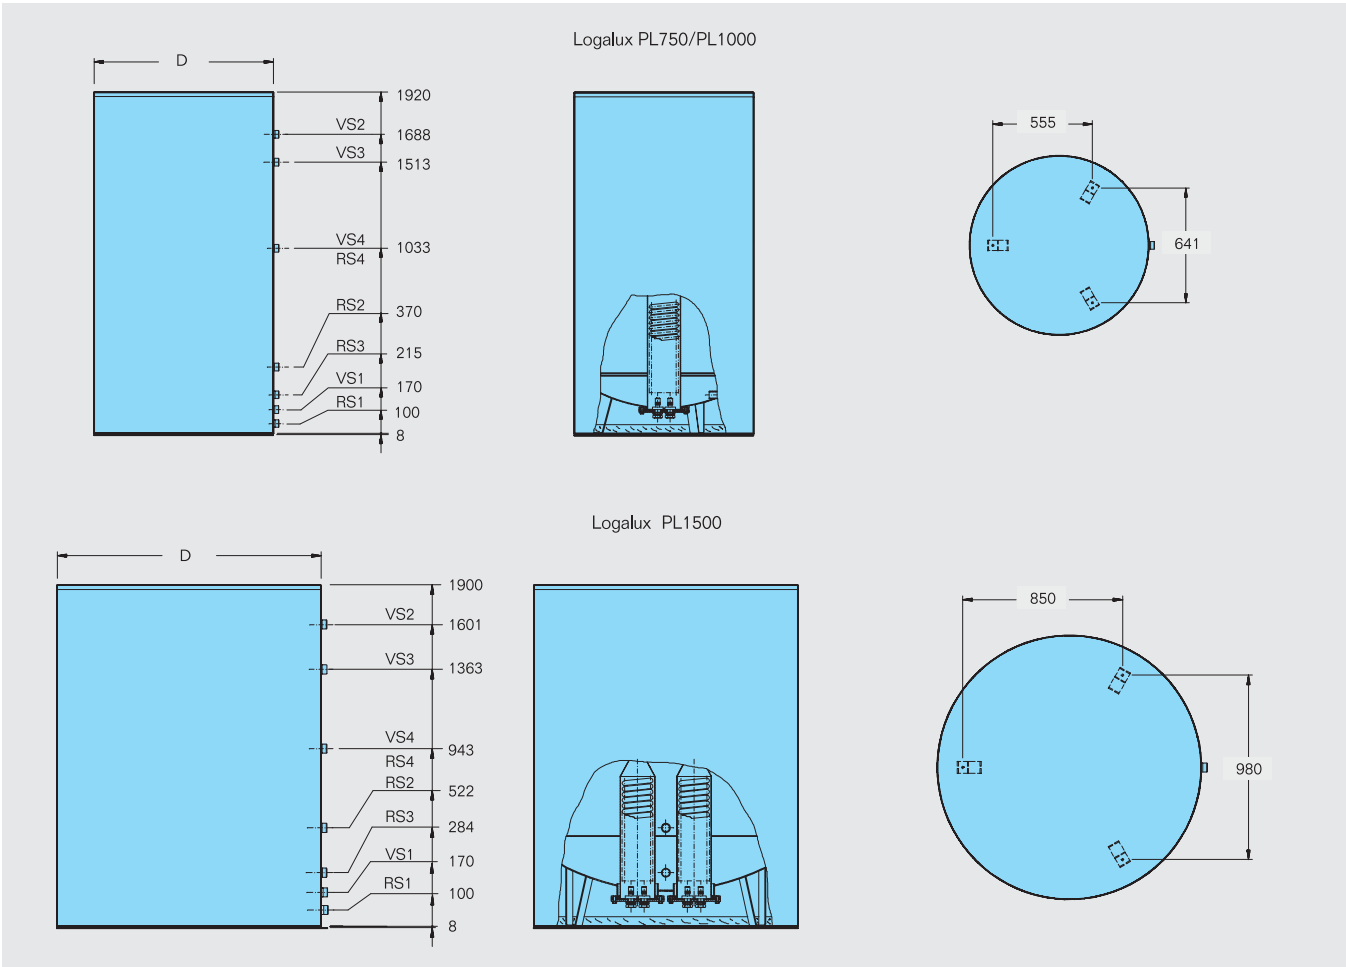 Logalux PL750/PL1000
D
1920
VS2
1688
VS3
1513
VS4
1033
RS4
RS2
370
RS3
215
VS1
170
RS1
100
8
555
641
Logalux PL1500
D
1900
VS2
1601
VS3
1363
VS4
943
RS4
RS2
522
RS3
284
VS1
170
RS1
100
8
850
980